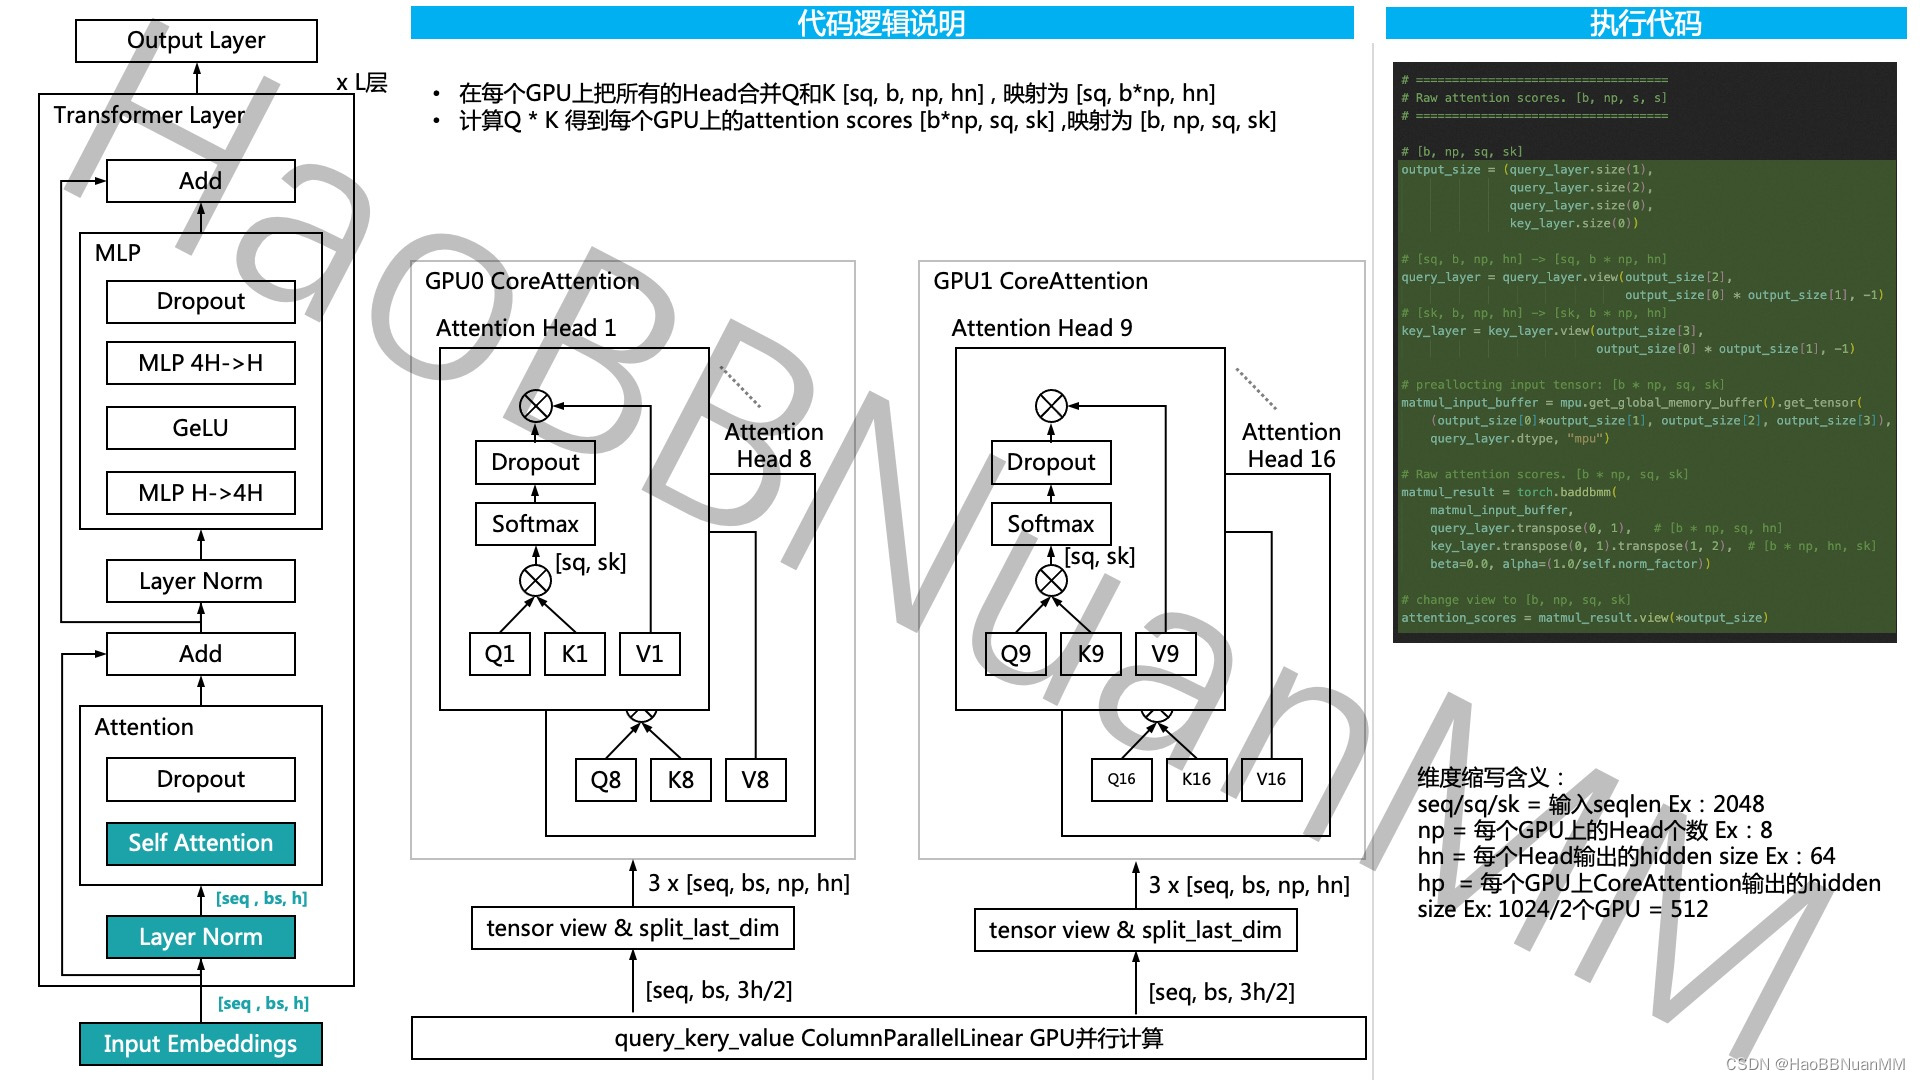 Output Layer
x L层
Transformer Layer
Add
MLP
Dropout
MLP 4H->H
GeLU
MLP H->4H
Layer Norm
Add
Attention
Dropout
Self Attention
[seq , bs, h]
Layer Norm
[seq , bs, h]
Input Embeddings
代码逻辑说明
• 在每个GPU上把所有的Head合并Q和K [sq, b, np, hn] , 映射为 [sq, b*np, hn]
• 计算Q * K 得到每个GPU上的attention scores [b*np, sq, sk] ,映射为 [b, np, sq, sk]
GPU0 CoreAttention
Attention Head 1
Attention
Head 8
Dropout
Softmax
[sq, sk]
Q1
K1
V1
Q8
K8
V8
3 x [seq, bs, np, hn]
tensor view & split_last_dim
[seq, bs, 3h/2]
GPU1 CoreAttention
Attention Head 9
Attention
Head 16
Dropout
Softmax
[sq, sk]
Q9
K9
V9
Q16
K16
V16
3 x [seq, bs, np, hn]
tensor view & split_last_dim
[seq, bs, 3h/2]
query_kery_value ColumnParallelLinear GPU并行计算
执行代码
# ===================================
# Raw attention scores. [b, np, s, s]
# ===================================
# [b, np, sq, sk]
output_size = (query_layer.size(1),
query_layer.size(2),
query_layer.size(0),
key_layer.size(0))
# [sq, b, np, hn] -> [sq, b * np, hn]
query_layer = query_layer.view(output_size[2],
output_size[0] * output_size[1], -1)
# [sk, b, np, hn] -> [sk, b * np, hn]
key_layer = key_layer.view(output_size[3],
output_size[0] * output_size[1], -1)
# preallocting input tensor: [b * np, sq, sk]
matmul_input_buffer = mpu.get_global_memory_buffer().get_tensor(
(output_size[0]*output_size[1], output_size[2], output_size[3]),
query_layer.dtype, "mpu")
# Raw attention scores. [b * np, sq, sk]
matmul_result = torch.baddbmm(
matmul_input_buffer,
query_layer.transpose(0, 1),   # [b * np, sq, hn]
key_layer.transpose(0, 1).transpose(1, 2),  # [b * np, hn, sk]
beta=0.0, alpha=(1.0/self.norm_factor))
# change view to [b, np, sq, sk]
attention_scores = matmul_result.view(*output_size)
维度缩写含义：
seq/sq/sk = 输入seqlen Ex：2048
np = 每个GPU上的Head个数 Ex：8
hn = 每个Head输出的hidden size Ex：64
hp  = 每个GPU上CoreAttention输出的hidden
size Ex: 1024/2个GPU = 512
HaoBBNuanMM
CSDN @HaoBBNuanMM